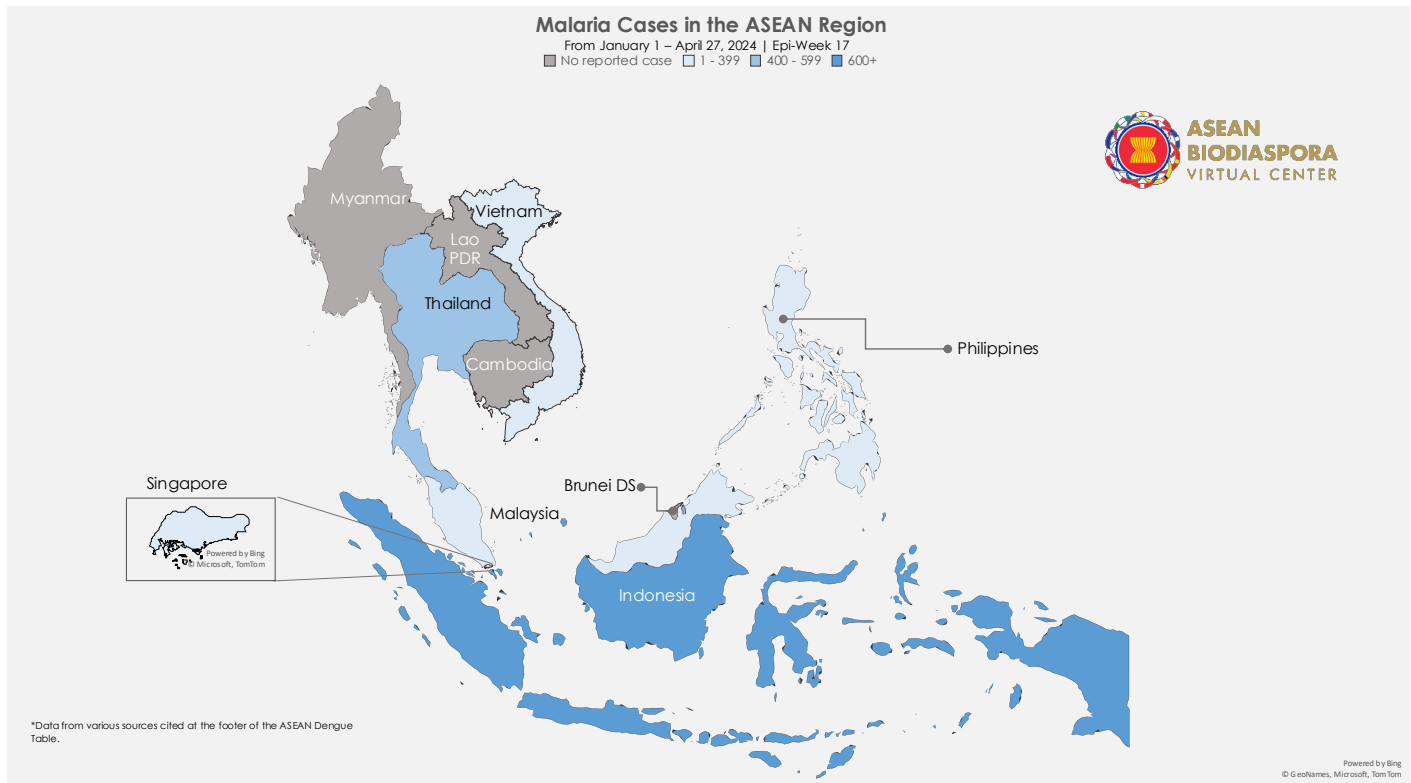 Malaria Cases in the ASEAN Region
From January 1 – April 27, 2024 | Epi-Week 17
No reported case 1 - 399 400 - 599 600+
ASEAN
BIODIASPORA
VIRTUAL CENTER
Myanmar
Vietnam
Lao
PDR
Thailand
Cambodia
Philippines
Singapore
Brunei DS
Malaysia
Powered by Bing
© Microsoft, TomTom
Indonesia
*Data from various sources cited at the footer of the ASEAN Dengue
Table.
Powered by Bing
© GeoNames, Microsoft, TomTom